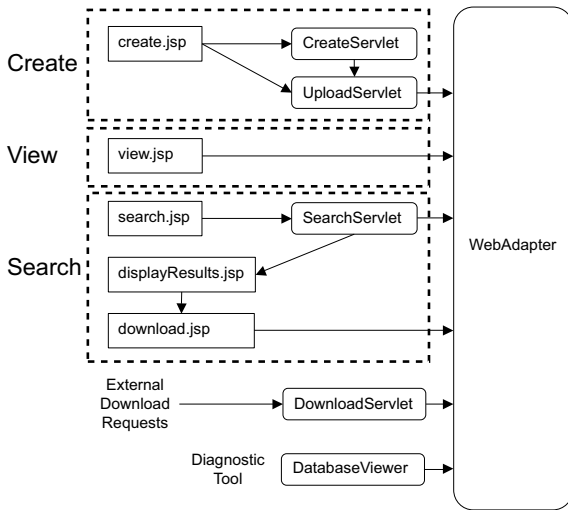 Create
create.jsp
CreateServlet
UploadServlet
View
view.jsp
Search
search.jsp
SearchServlet
displayResults.jsp
download.jsp
WebAdapter
External
Download
Requests
DownloadServlet
Diagnostic
Tool
DatabaseViewer